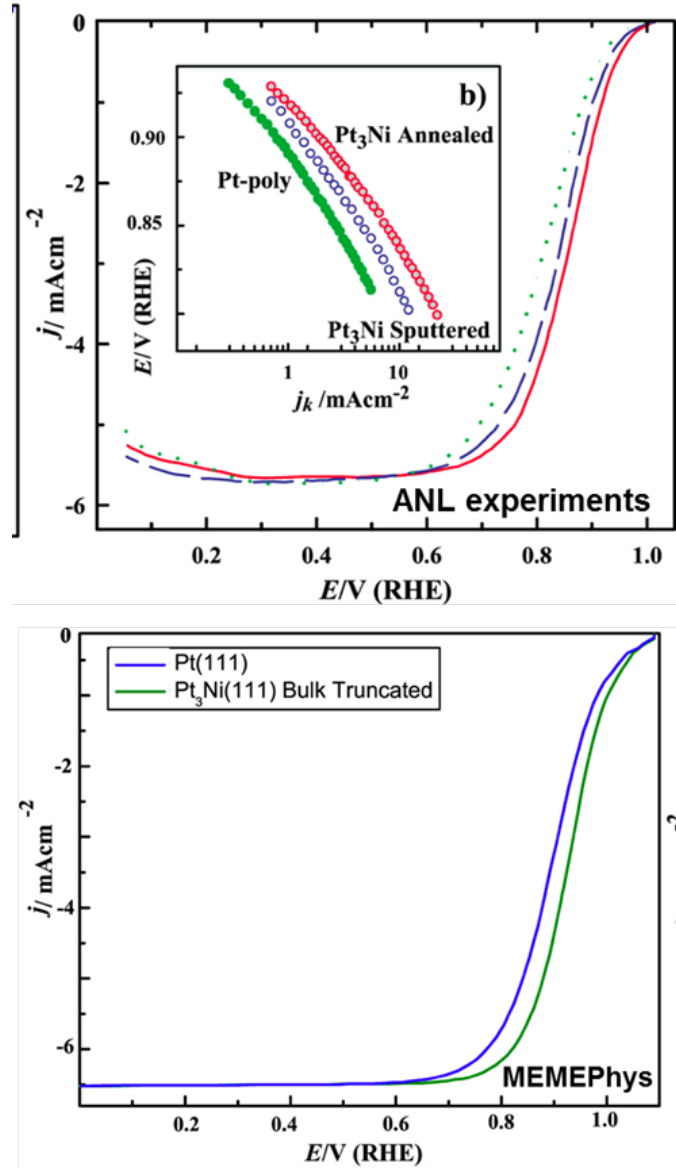 0
-2
-4
-6
j/ mAcm-2
b)
0.90
0.85
E/V (RHE)
Pt3Ni Annealed
Pt-poly
Pt3Ni Sputtered
1
10
jk /mAcm-2
ANL experiments
0.2
0.4
0.6
0.8
1.0
E/V (RHE)
0
-2
-4
-6
j/ mAcm-2
Pt(111)
Pt3Ni(111) Bulk Truncated
-2
MEMEPhys
0.2
0.4
0.6
0.8
1.0
E/V (RHE)